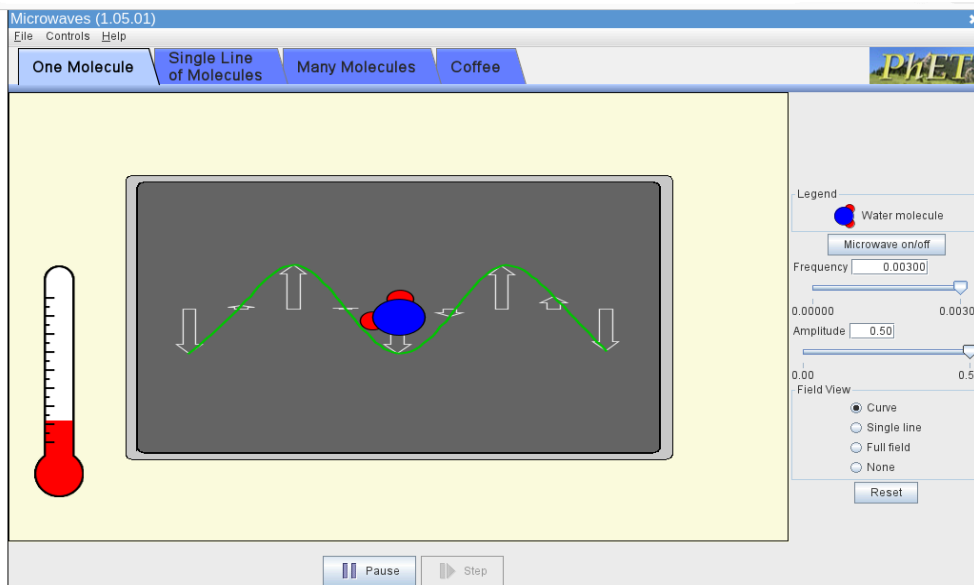 Microwaves (1.05.01)
File Controls Help
One Molecule
Single Line
of Molecules
Many Molecules
Coffee
PhET
Legend
Water molecule
Microwave on/off
Frequency 0.00300
0.00000 0.0030
Amplitude 0.50
0.00 0.5
Field View
Curve
Single line
Full field
None
Reset
Pause
Step